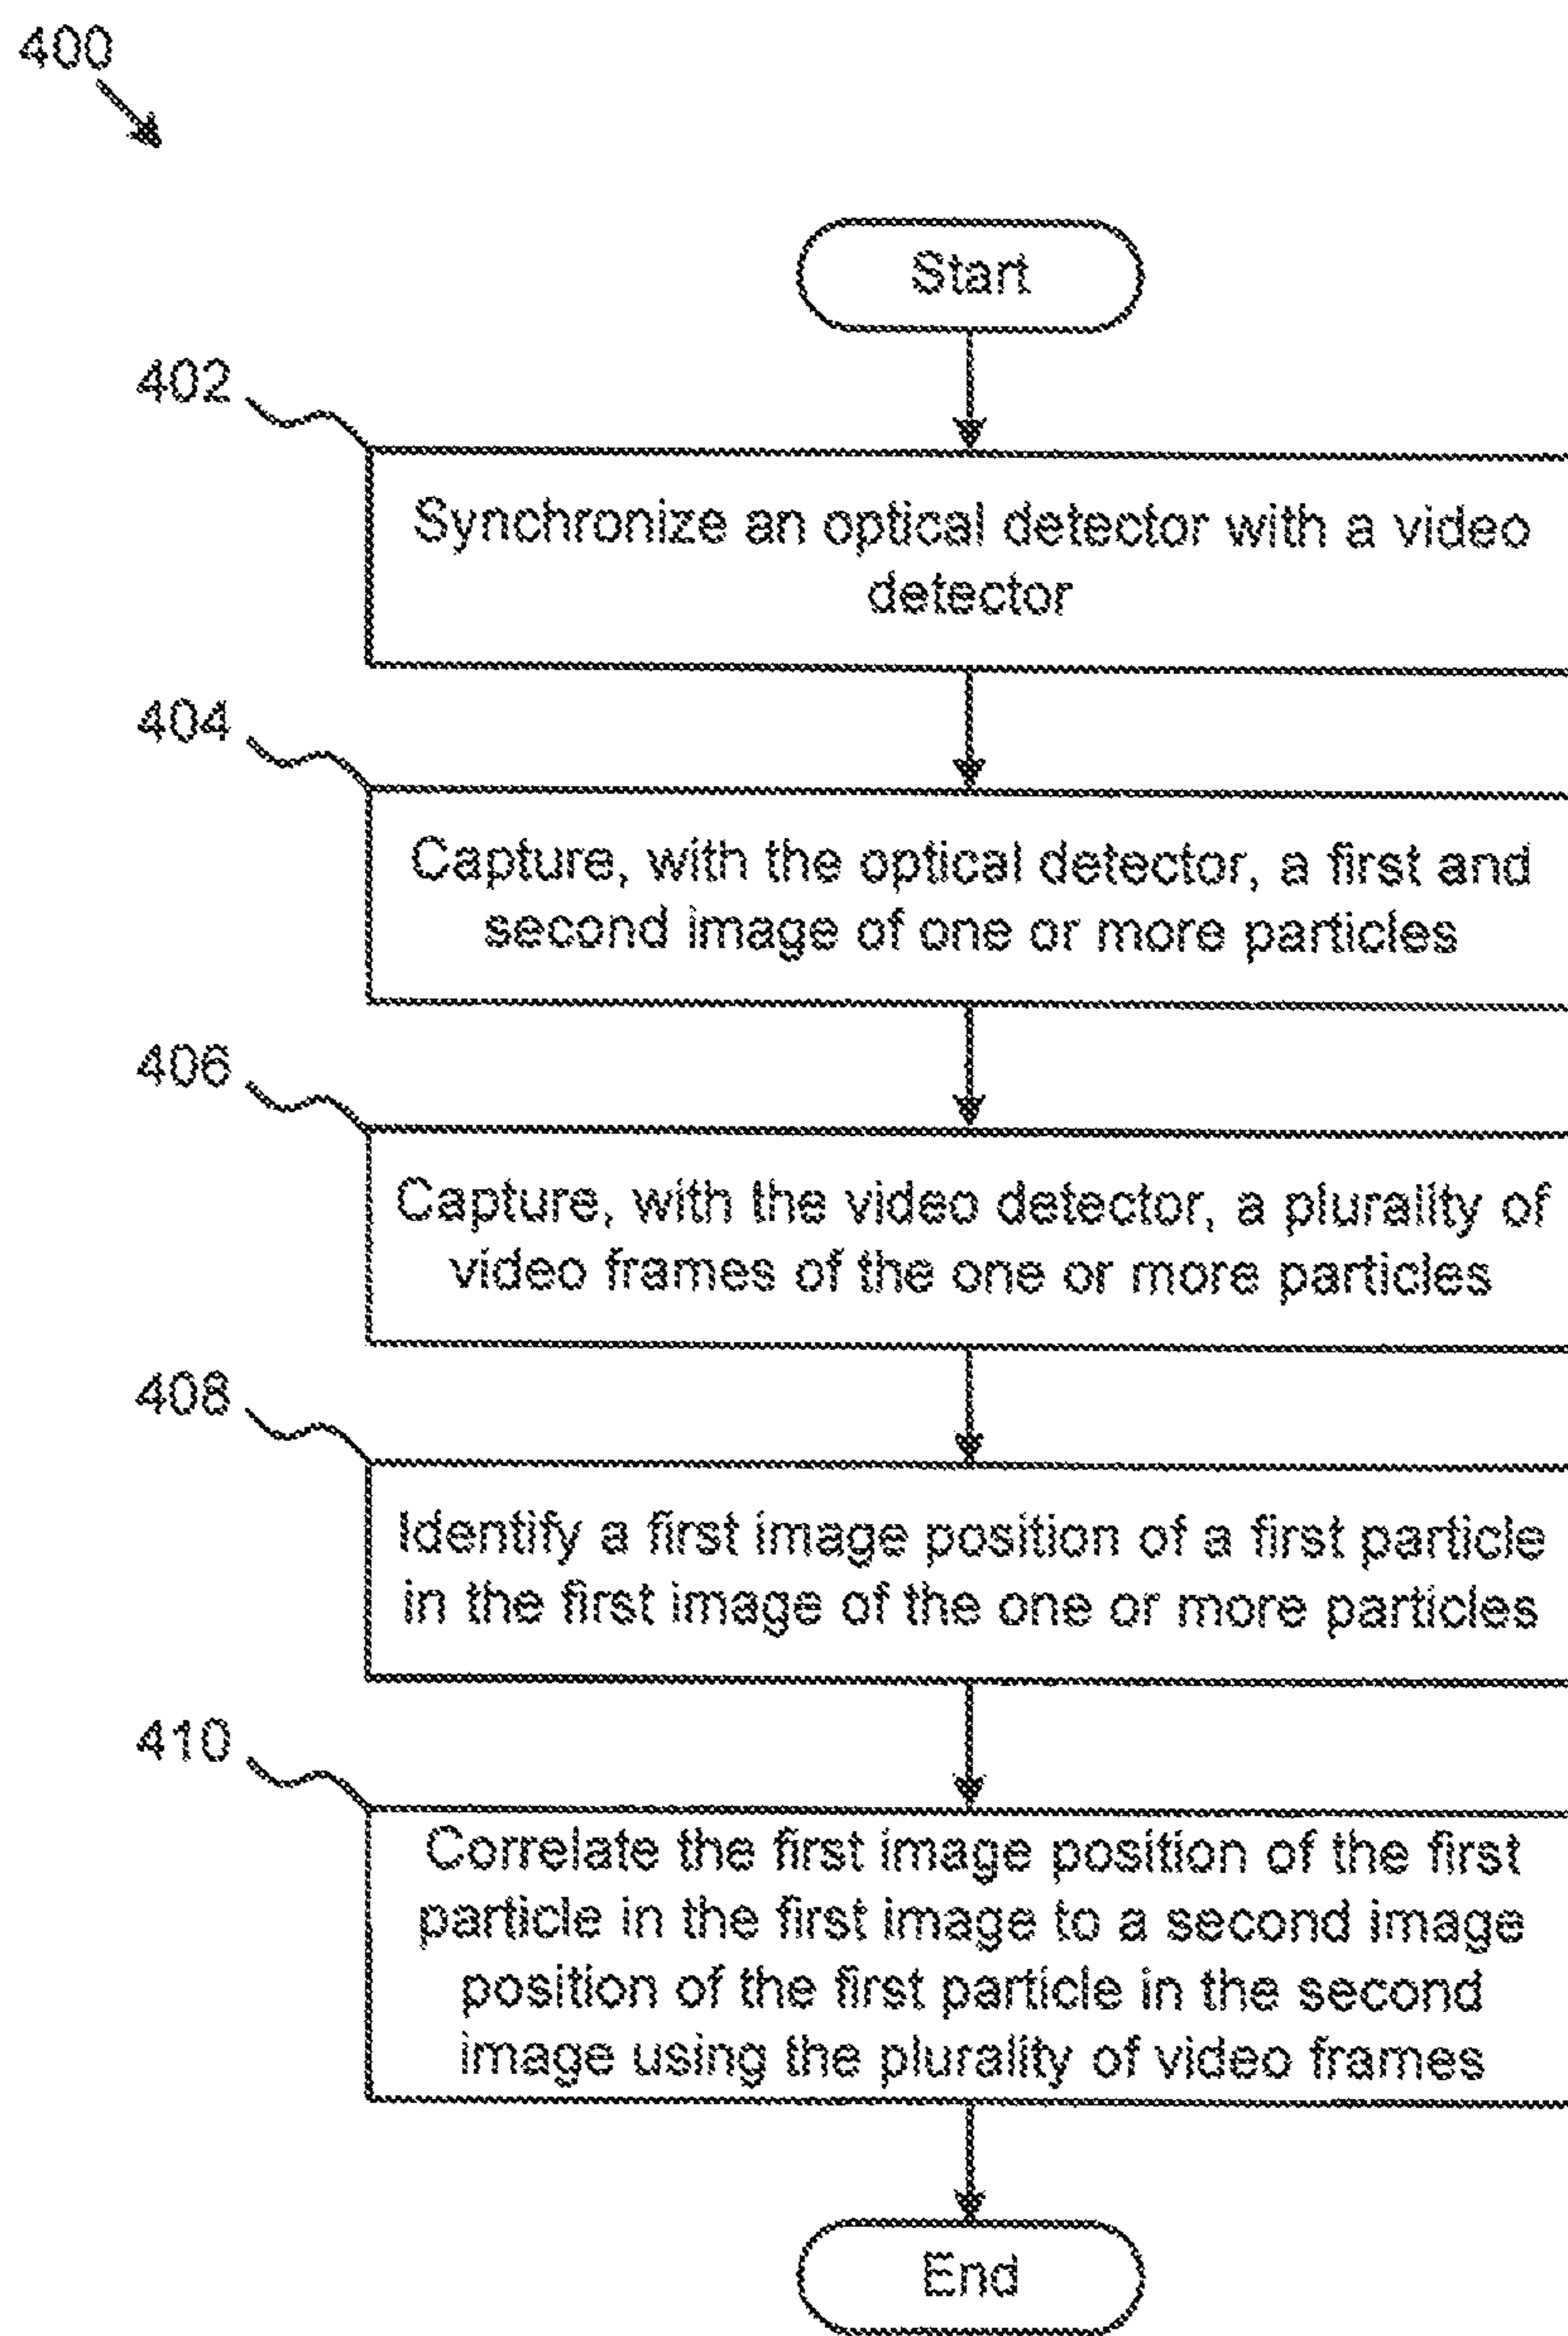 400
Start
402
Synchronize an optical detector with a video
detector
404
Capture, with the optical detector, a first and
second image of one or more particles
406
Capture, with the video detector, a plurality of
video frames of the one or more particles
408
Identify a first image position of a first particle
in the first image of the one or more particles
410
Correlate the first image position of the first
particle in the first image to a second image
position of the first particle in the second
image using the plurality of video frames
End